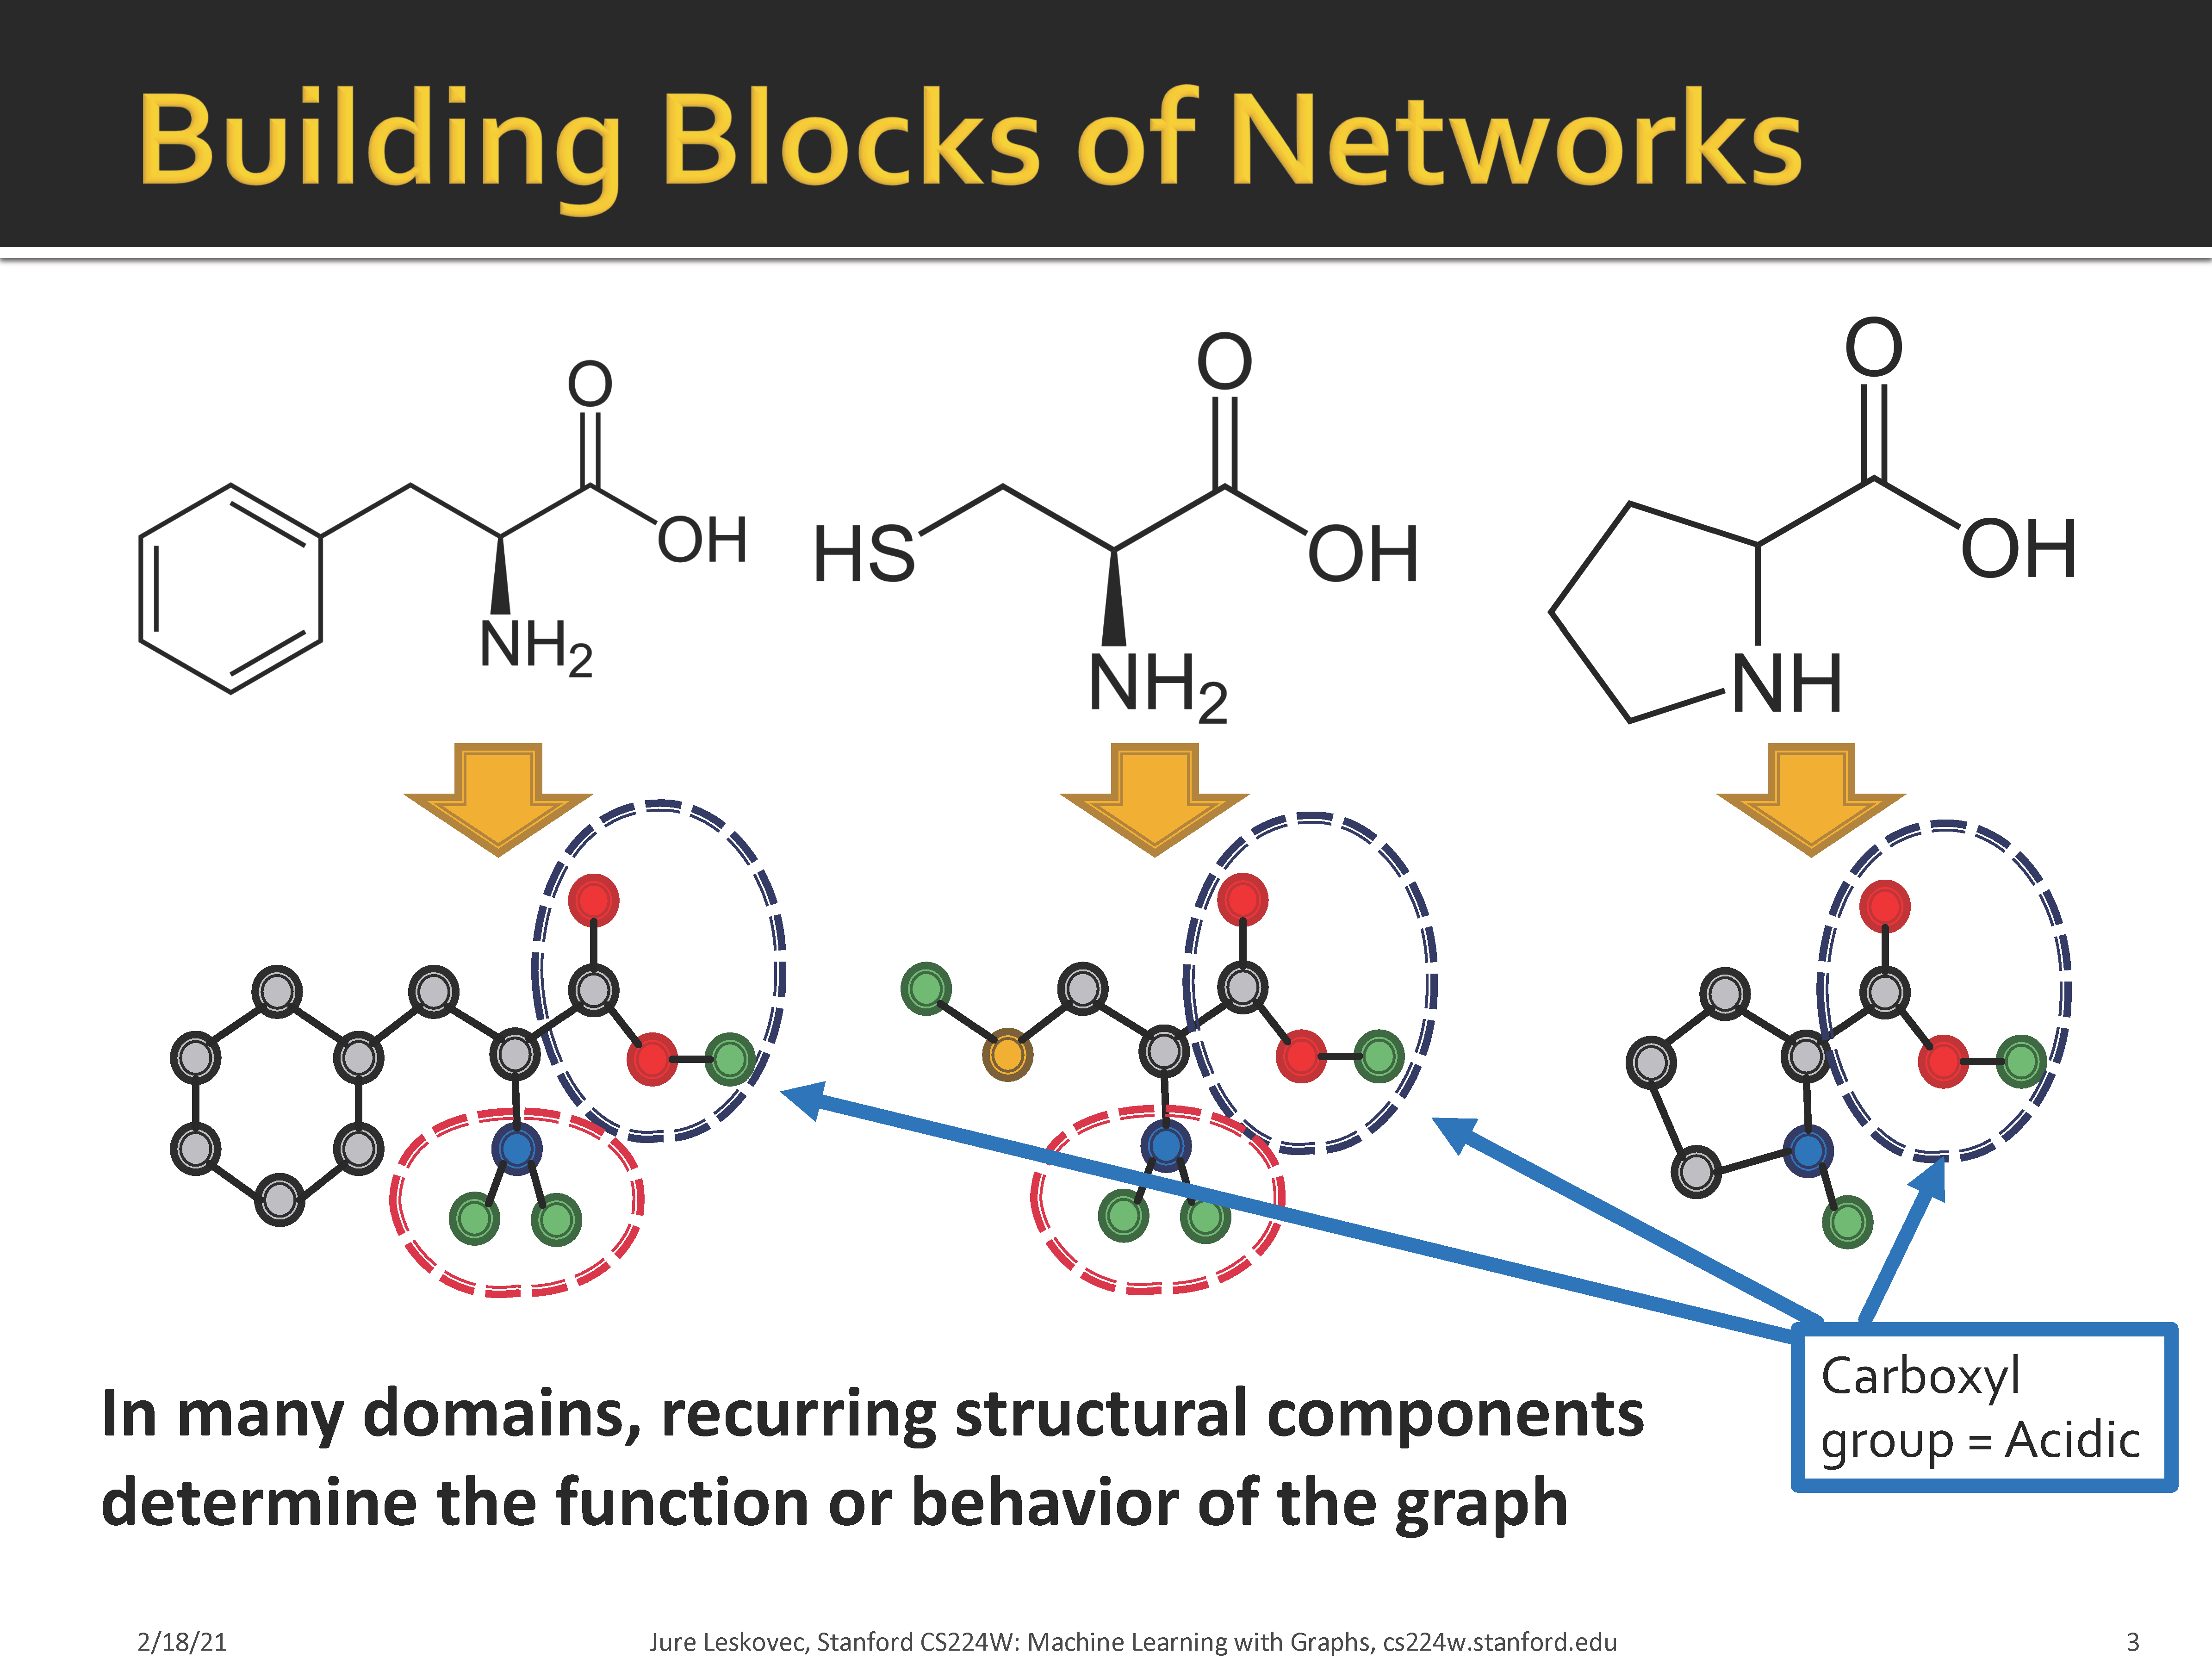 Building Blocks of Networks
O
OH
NH2
O
HS
OH
NH2
O
OH
NH
Carboxyl
group = Acidic
In many domains, recurring structural components
determine the function or behavior of the graph
2/18/21
Jure Leskovec, Stanford CS224W: Machine Learning with Graphs, cs224w.stanford.edu
3